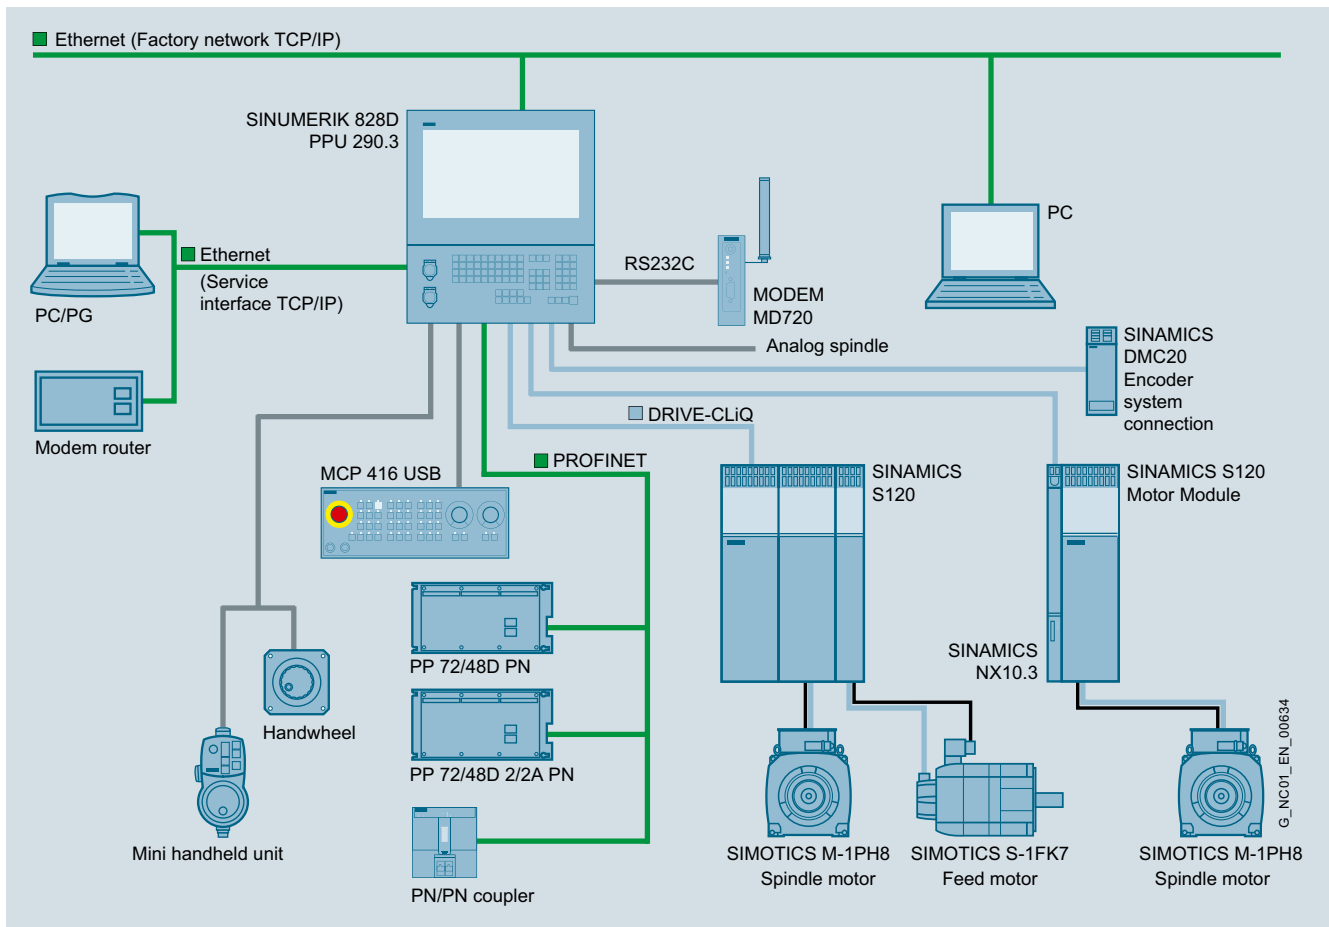 Ethernet (Factory network TCP/IP)
SINUMERIK 828D
PPU 290.3
PC
Ethernet
(Service
interface TCP/IP)
PC/PG
RS232C
MODEM
MD720
Analog spindle
SINAMICS
DMC20
Encoder
system
connection
Modem router
DRIVE-CLiQ
PROFINET
MCP 416 USB
SINAMICS
S120
SINAMICS S120
Motor Module
PP 72/48D PN
SINAMICS
NX10.3
Handwheel
PP 72/48D 2/2A PN
Mini handheld unit
PN/PN coupler
SIMOTICS M-1PH8
Spindle motor
SIMOTICS S-1FK7
Feed motor
SIMOTICS M-1PH8
Spindle motor
G_NC01_EN_00634